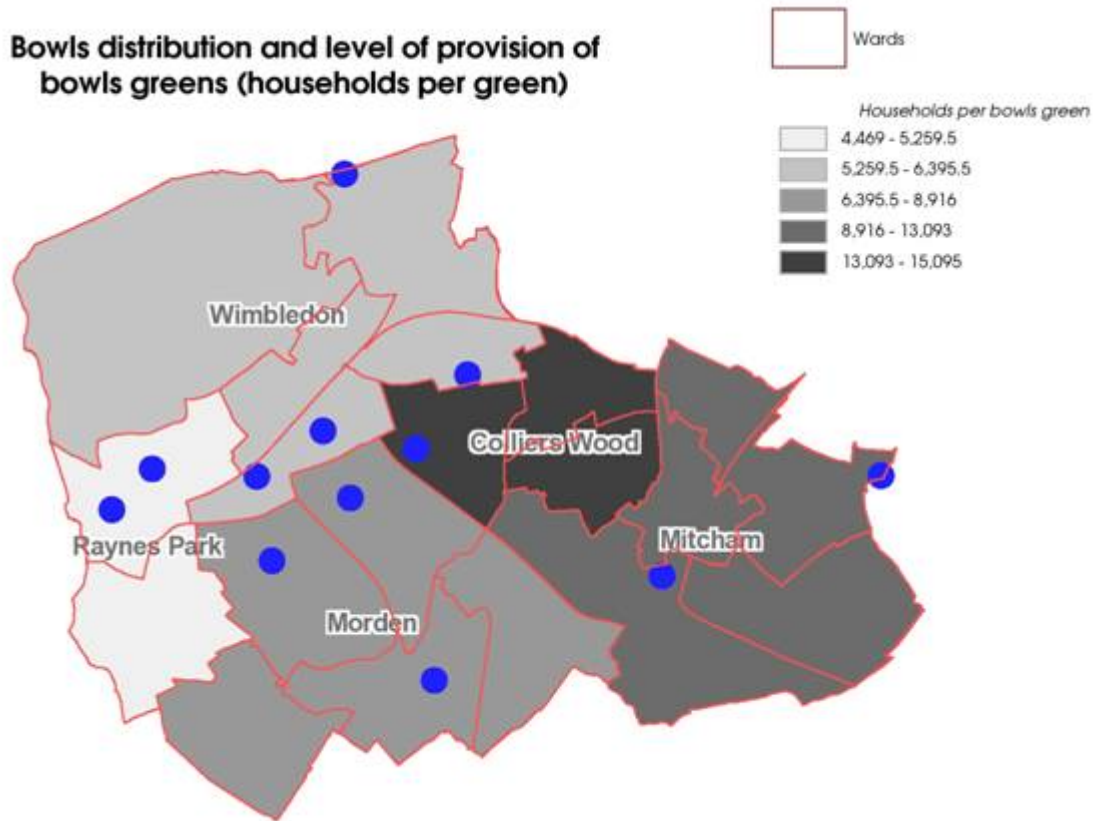 Bowls distribution and level of provision of
bowls greens (households per green)
Wards
Households per bowls green
4,469 - 5,259.5
5,259.5 - 6,395.5
6,395.5 - 8,916
8,916 - 13,093
13,093 - 15,095
Wimbledon
Colliers Wood
Raynes Park
Mitcham
Morden